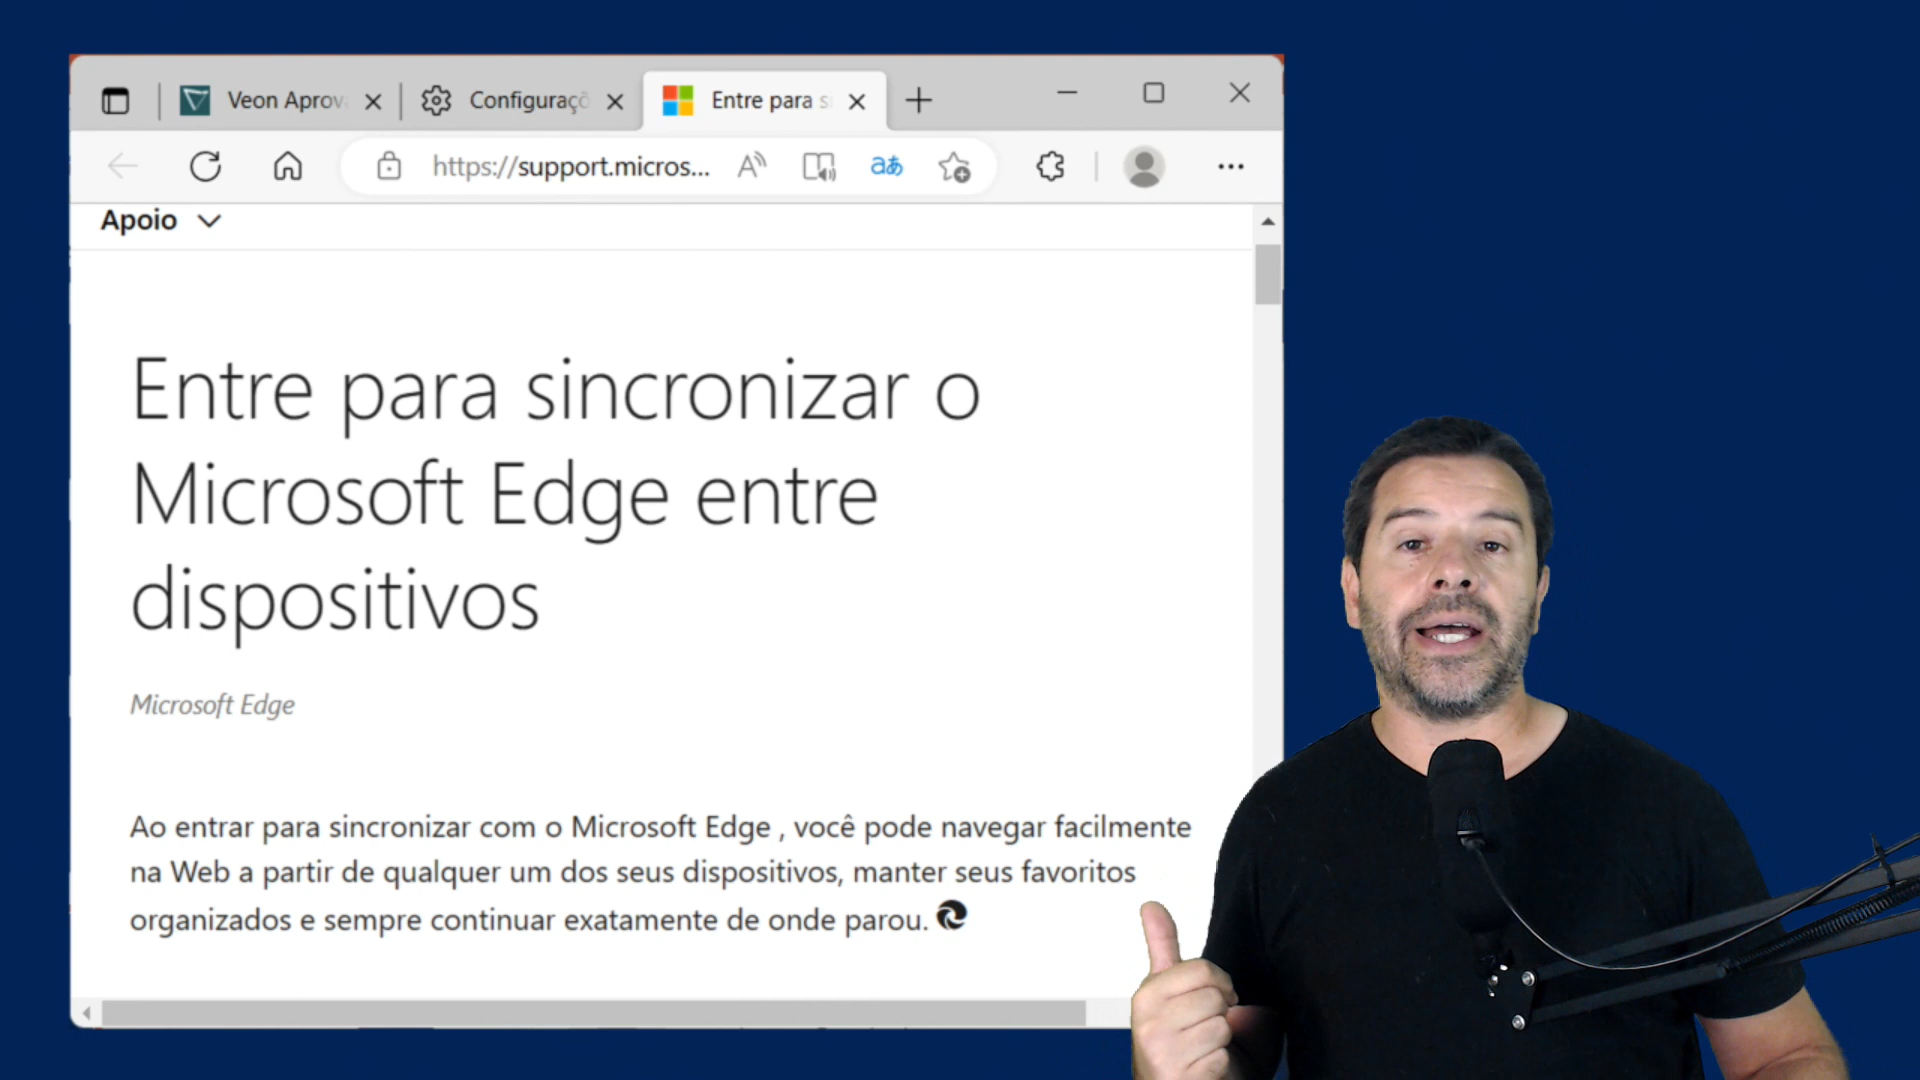 Veon Aprov
Configuraçõ
Entre para s
https://support.micros...
Apoio
Entre para sincronizar o
Microsoft Edge entre
dispositivos
Microsoft Edge
Ao entrar para sincronizar com o Microsoft Edge , você pode navegar facilmente
na Web a partir de qualquer um dos seus dispositivos, manter seus favoritos
organizados e sempre continuar exatamente de onde parou.